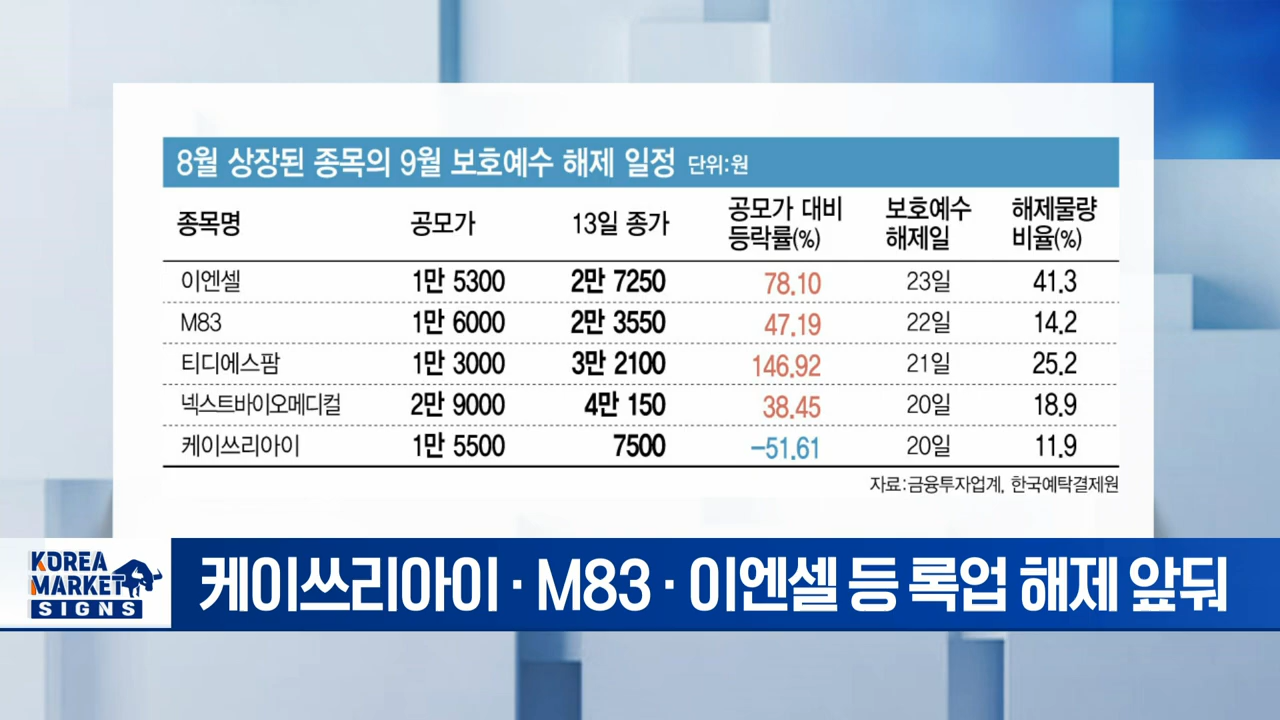 8월 상장된 종목의 9월 보호예수 해제 일정 단위:원
종목명 공모가 13일 종가 공모가 대비 등락률(%) 보호예수 해제일 해제물량 비율(%)
이엔셀 1만 5300 2만 7250 78.10 23일 41.3
M83 1만 6000 2만 3550 47.19 22일 14.2
티디에스팜 1만 3000 3만 2100 146.92 21일 25.2
넥스트바이오메디컬 2만 9000 4만 150 38.45 20일 18.9
케이쓰리아이 1만 5500 7500 -51.61 20일 11.9
자료:금융투자업계, 한국예탁결제원
KOREA
MARKET
SIGNS
케이쓰리아이·M83·이엔셀 등 록업 해제 앞둬